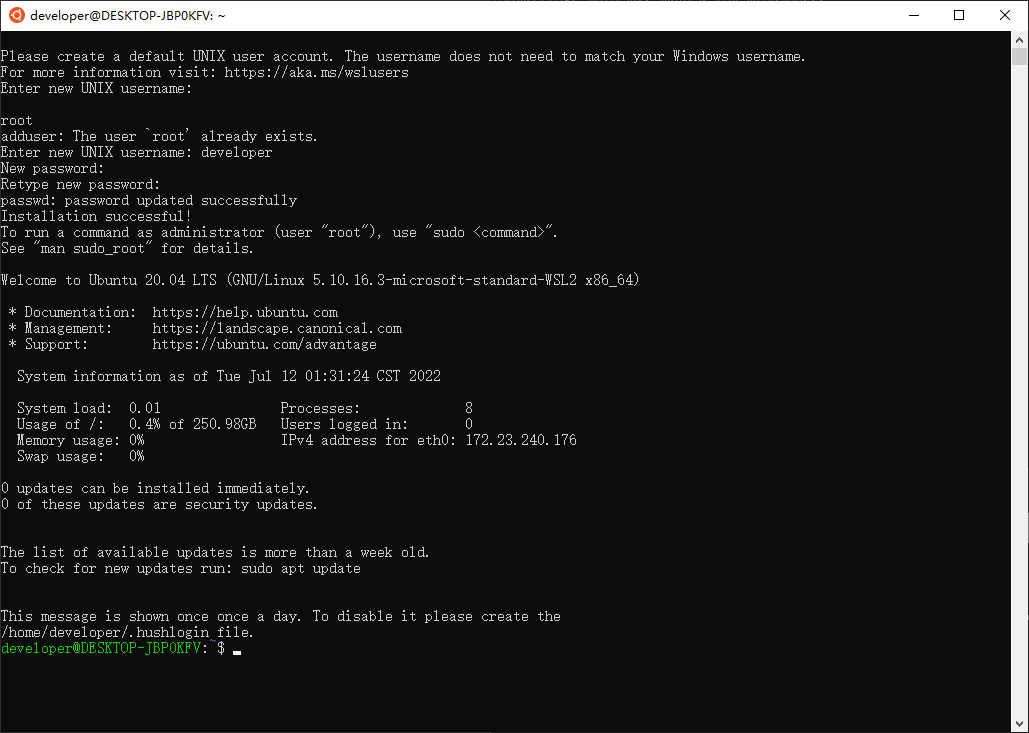 developer@DESKTOP-JBP0KFV: ~
Please create a default UNIX user account. The username does not need to match your Windows username.
For more information visit: https://aka.ms/wslusers
Enter new UNIX username:
root
adduser: The user `root' already exists.
Enter new UNIX username: developer
New password:
Retype new password:
passwd: password updated successfully
Installation successful!
To run a command as administrator (user "root"), use "sudo <command>".
See "man sudo_root" for details.
Welcome to Ubuntu 20.04 LTS (GNU/Linux 5.10.16.3-microsoft-standard-WSL2 x86_64)
 * Documentation:  https://help.ubuntu.com
 * Management:     https://landscape.canonical.com
 * Support:        https://ubuntu.com/advantage
  System information as of Tue Jul 12 01:31:24 CST 2022
  System load:  0.01               Processes:             8
  Usage of /:   0.4% of 250.98GB   Users logged in:       0
  Memory usage: 0%                 IPv4 address for eth0: 172.23.240.176
  Swap usage:   0%
0 updates can be installed immediately.
0 of these updates are security updates.
The list of available updates is more than a week old.
To check for new updates run: sudo apt update
This message is shown once once a day. To disable it please create the
/home/developer/.hushlogin file.
developer@DESKTOP-JBP0KFV:~$